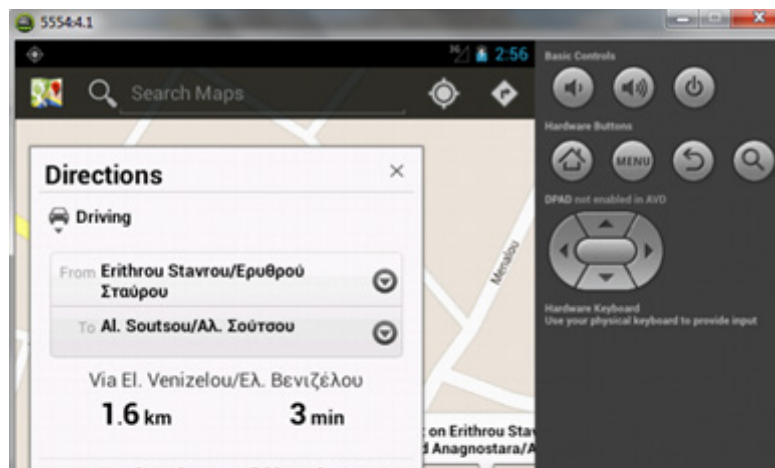 5554:4.1
3G 2:56
Search Maps
Directions
Driving
From Erithrou Stavrou/Ερυθρού
Σταύρου
To Al. Soutsou/Αλ. Σούτσου
Via El. Venizelou/Ελ. Βενιζέλου
1.6 km 3 min
Menalou
on Erithrou Stav
d Anagnostara/A
Basic Controls
Hardware Buttons
MENU
DPAD not enabled in AVD
Hardware Keyboard
Use your physical keyboard to provide input